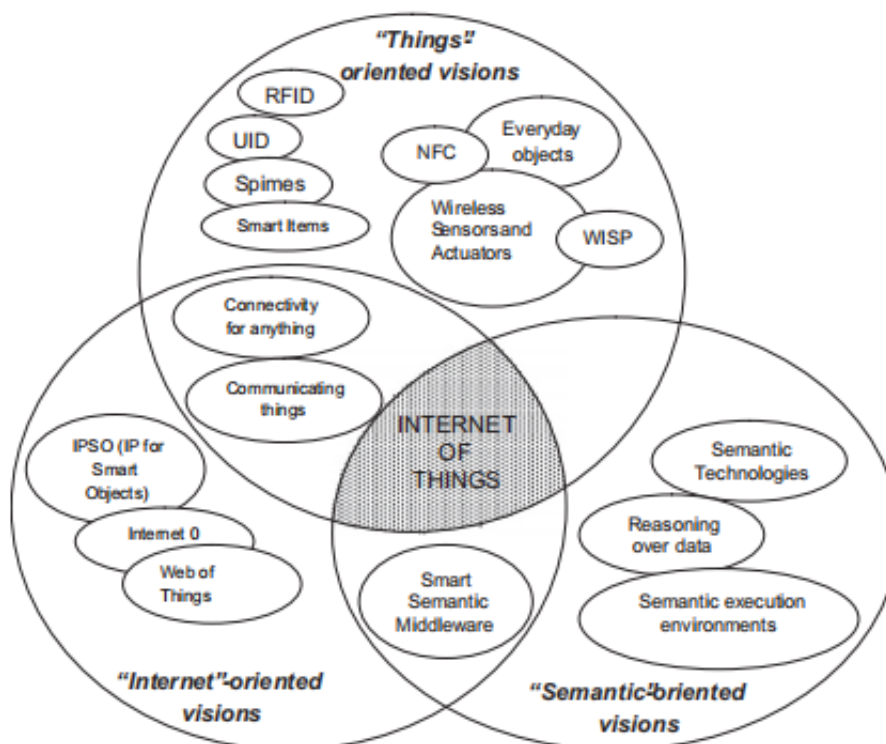 “Things”-
oriented visions
RFID
UID
Spimes
Smart Items
NFC
Everyday
objects
Wireless
Sensors and
Actuators
WISP
Connectivity
for anything
Communicating
things
INTERNET
OF
THINGS
IPSO (IP for
Smart
Objects)
Internet 0
Web of
Things
Smart
Semantic
Middleware
Semantic
Technologies
Reasoning
over data
Semantic execution
environments
“Internet”-oriented
visions
“Semantic”-oriented
visions